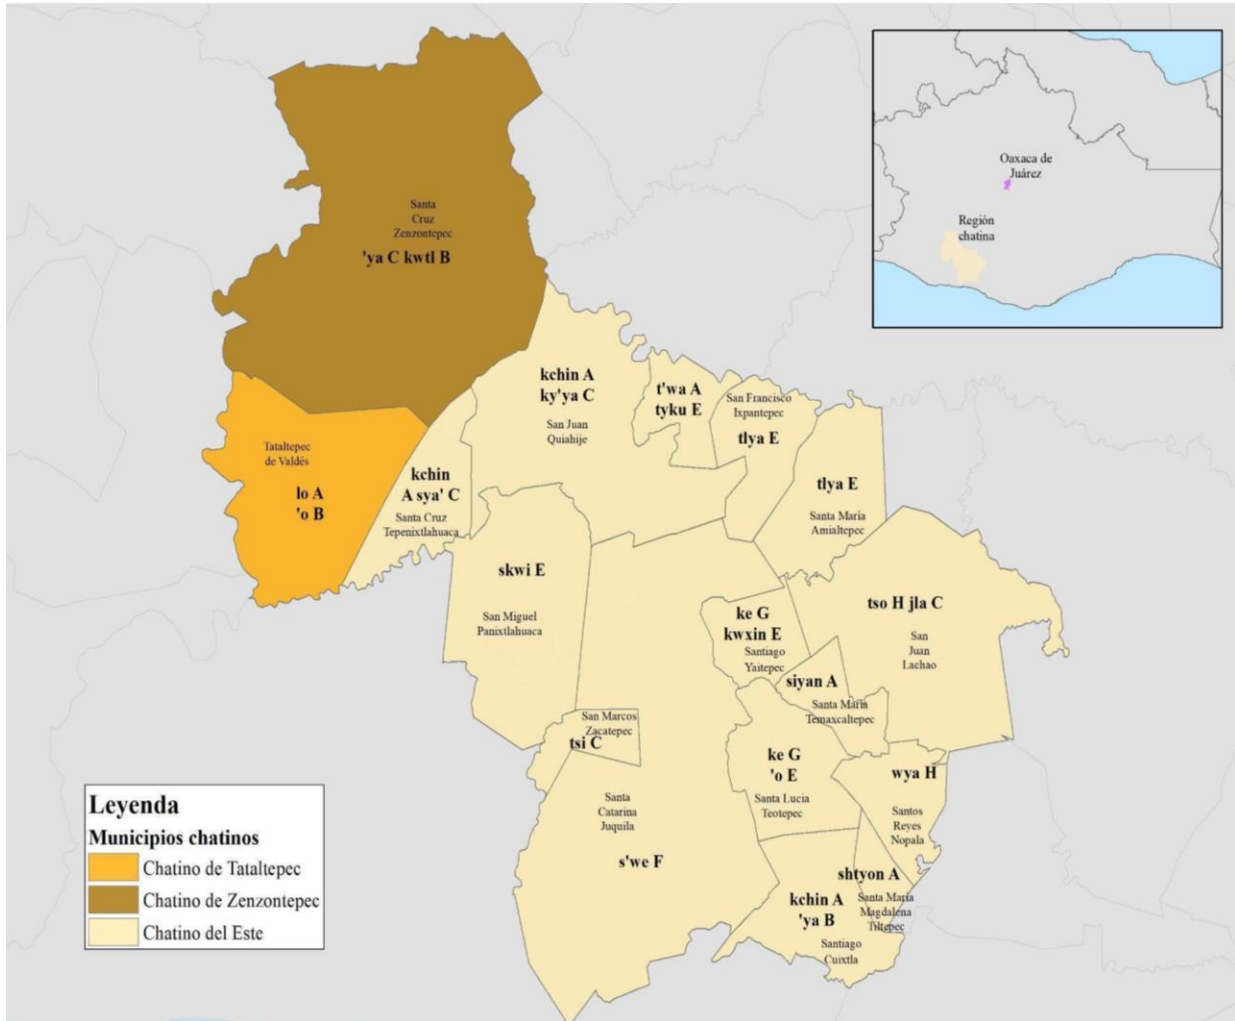 Oaxaca de
Juárez
Región
chatina
Santa
Cruz
Zenzontepec
'ya C kwtl B
kchin A
ky'ya C
San Juan
Quiahije
t'wa A
tyku E
San Francisco
Ixpantepec
tlya E
Tataltepec
de Valdés
lo A
'o B
kchin
A sya' C
Santa Cruz
Tepenixtlahuaca
tlya E
Santa María
Amialtepec
skwi E
San Miguel
Panixtlahuaca
ke G
kwxin E
Santiago
Yaitepec
tso H jla C
San
Juan
Lachao
siyan A
Santa María
Temaxcaltepec
San Marcos
Zacatepec
tsi C
ke G
'o E
Santa Lucia
Teotepec
wya H
Santos
Reyes
Nopala
Santa
Catarina
Juquila
s'we F
shtyon A
Santa María
Magdalena
Tiltepec
kchin A
'ya B
Santiago
Cuixtla
Leyenda
Municipios chatinos
Chatino de Tataltepec
Chatino de Zenzontepec
Chatino del Este